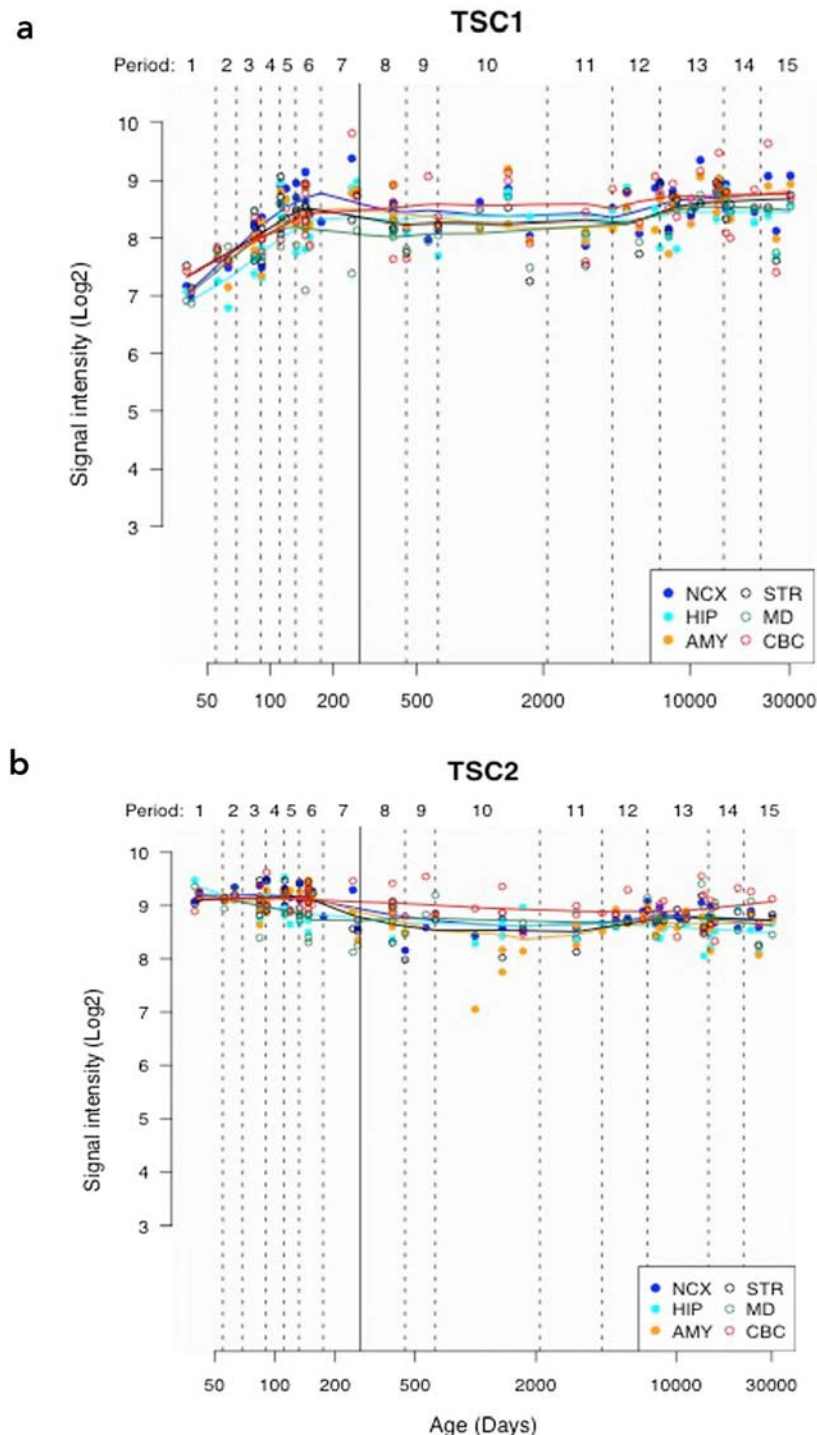 a
TSC1
Period: 1 2 3 4 5 6 7 8 9 10 11 12 13 14 15
10
9
8
7
6
5
4
3
Signal intensity (Log2)
NCX STR
HIP MD
AMY CBC
50 100 200 500 2000 10000 30000
b
TSC2
Period: 1 2 3 4 5 6 7 8 9 10 11 12 13 14 15
10
9
8
7
6
5
4
3
Signal intensity (Log2)
NCX STR
HIP MD
AMY CBC
50 100 200 500 2000 10000 30000
Age (Days)